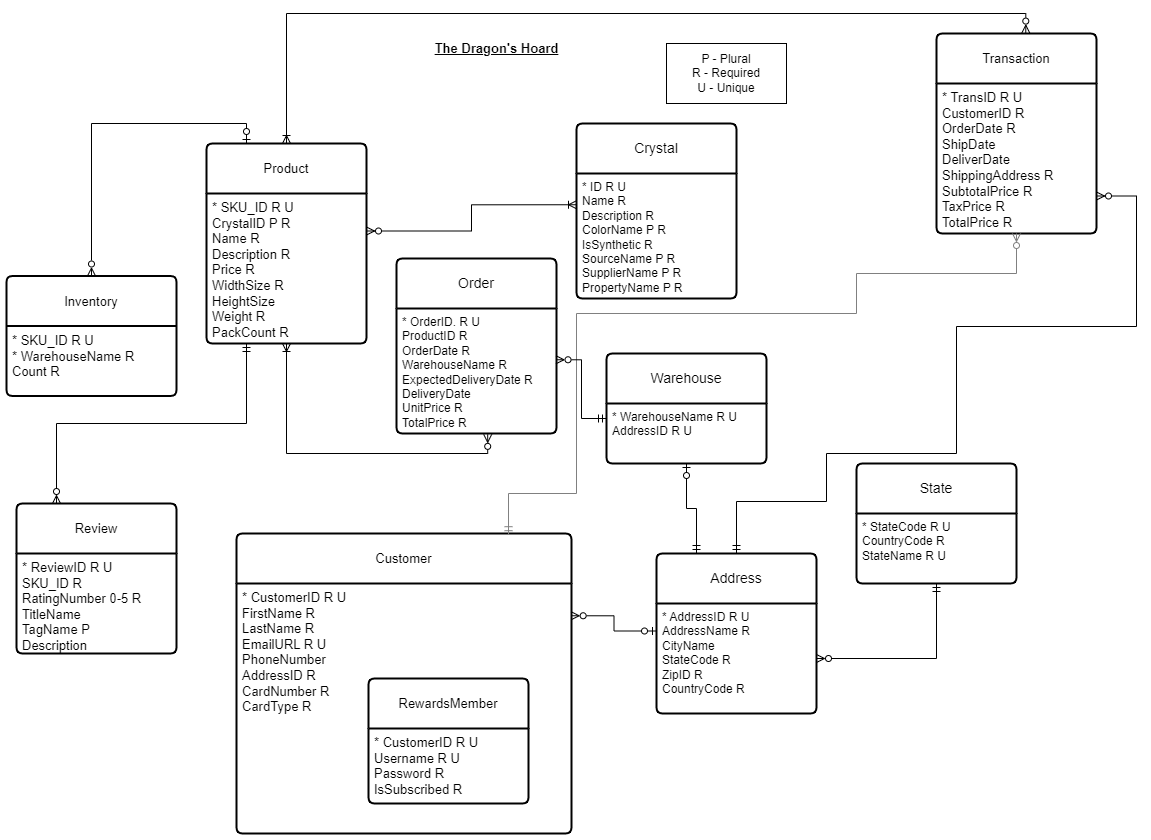 The Dragon's Hoard
P - Plural
R - Required
U - Unique
Transaction
* TransID R U
CustomerID R
OrderDate R
ShipDate
DeliverDate
ShippingAddress R
SubtotalPrice R
TaxPrice R
TotalPrice R
Product
* SKU_ID R U
CrystalID P R
Name R
Description R
Price R
WidthSize R
HeightSize
Weight R
PackCount R
Crystal
* ID R U
Name R
Description R
ColorName P R
IsSynthetic R
SourceName P R
SupplierName P R
PropertyName P R
Inventory
* SKU_ID R U
* WarehouseName R
Count R
Order
* OrderID. R U
ProductID R
OrderDate R
WarehouseName R
ExpectedDeliveryDate R
DeliveryDate
UnitPrice R
TotalPrice R
Warehouse
* WarehouseName R U
AddressID R U
State
* StateCode R U
CountryCode R
StateName R U
Review
* ReviewID R U
SKU_ID R
RatingNumber 0-5 R
TitleName
TagName P
Description
Customer
* CustomerID R U
FirstName R
LastName R
EmailURL R U
PhoneNumber
AddressID R
CardNumber R
CardType R
RewardsMember
* CustomerID R U
Username R U
Password R
IsSubscribed R
Address
* AddressID R U
AddressName R
CityName
StateCode R
ZipID R
CountryCode R